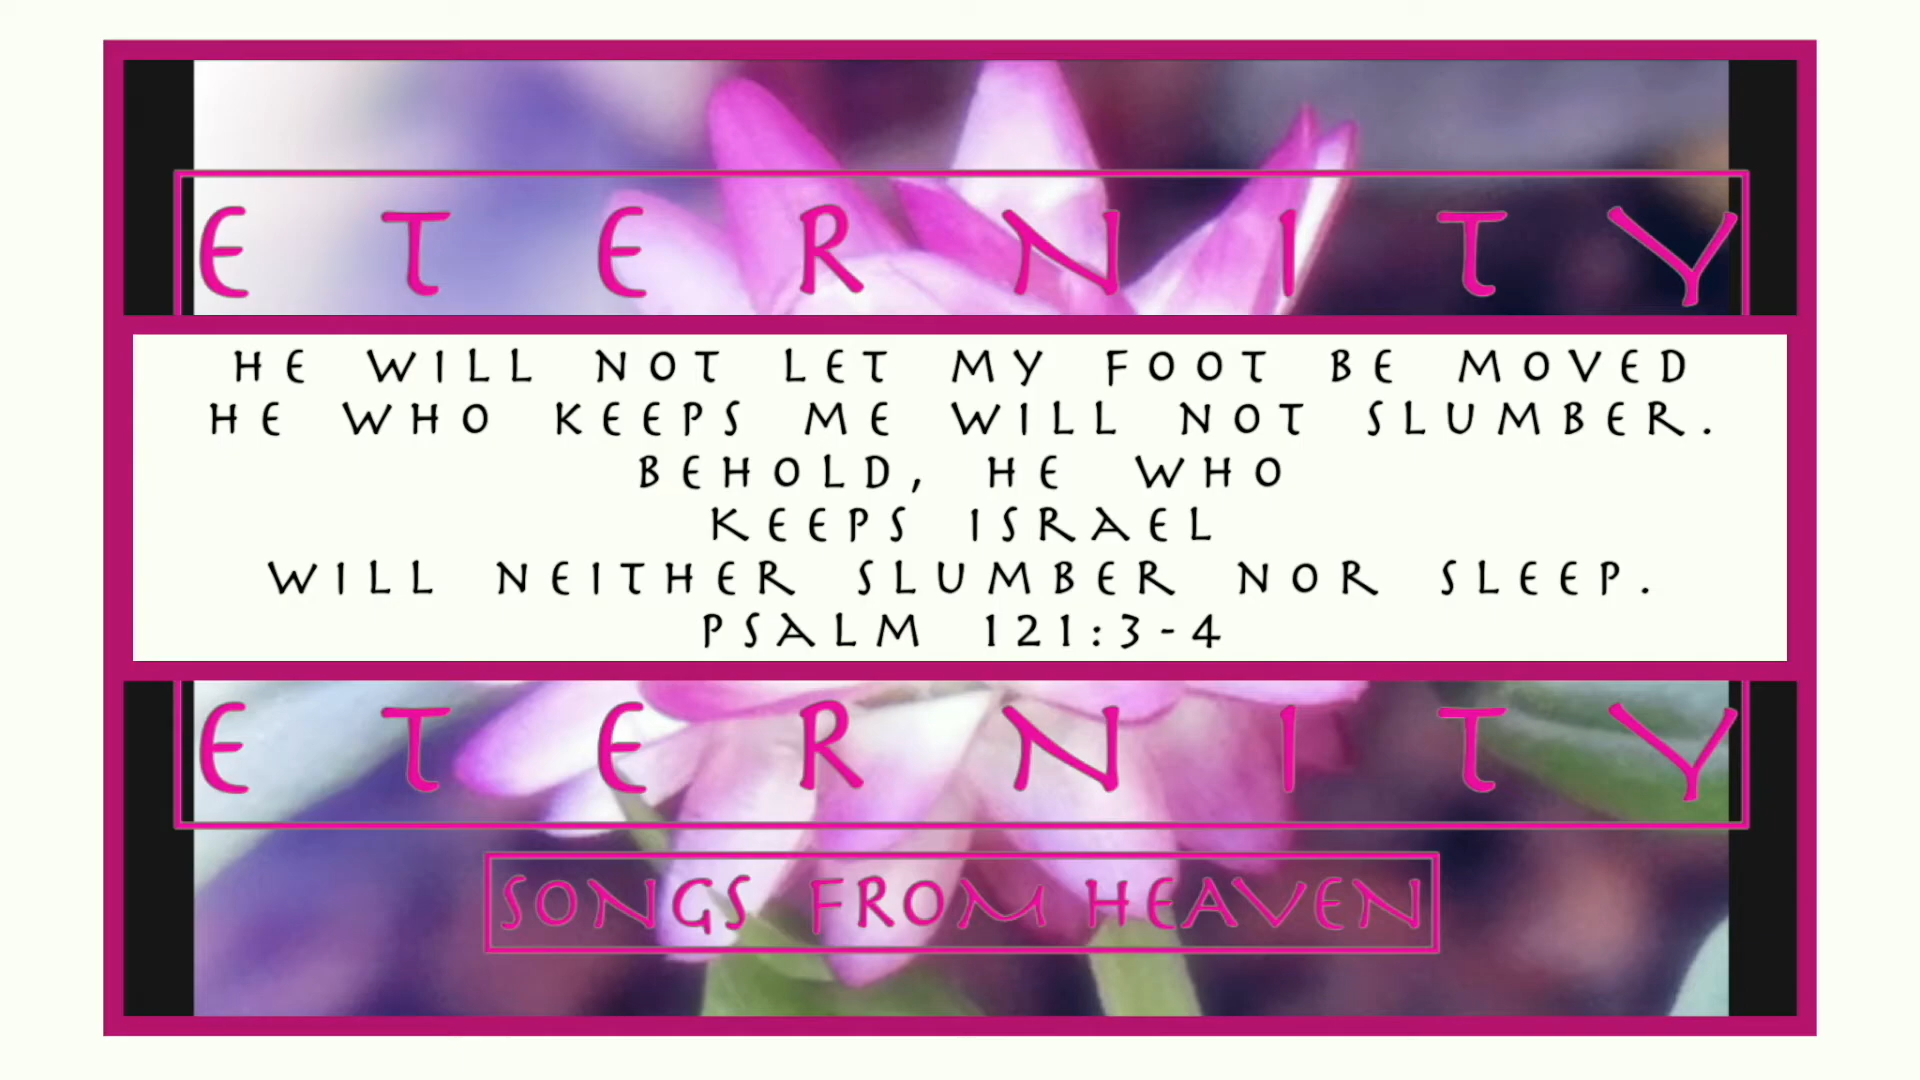 ETERNITY
HE WILL NOT LET MY FOOT BE MOVED
HE WHO KEEPS ME WILL NOT SLUMBER.
BEHOLD, HE WHO
KEEPS ISRAEL
WILL NEITHER SLUMBER NOR SLEEP.
PSALM 121:3-4
ETERNITY
SONGS FROM HEAVEN